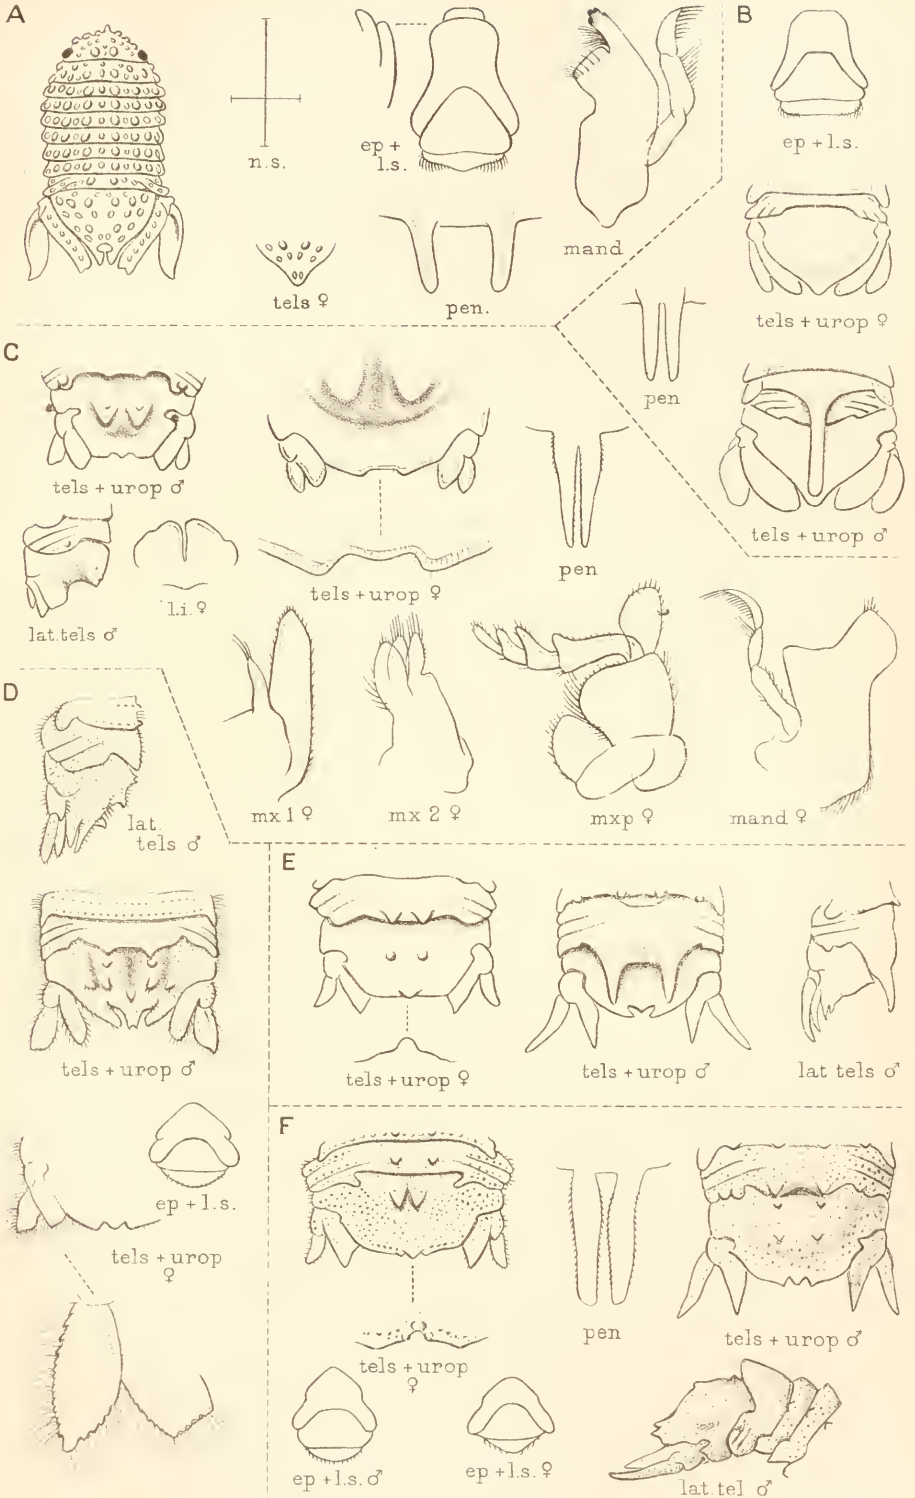 A
n.s.
ep +
l.s.
mand
tels ♀
pen.
B
ep + l.s.
tels + urop ♀
pen
tels + urop ♂
C
tels + urop ♂
lat. tels ♂
l.i. ♀
tels + urop ♀
pen
mx 1 ♀
mx 2 ♀
mxp ♀
mand ♀
D
lat.
tels ♂
tels + urop ♂
ep + l.s.
tels + urop
♀
E
tels + urop ♀
tels + urop ♂
lat tels ♂
F
tels + urop
♀
pen
tels + urop ♂
ep + l.s. ♂
ep + l.s. ♀
lat. tel ♂